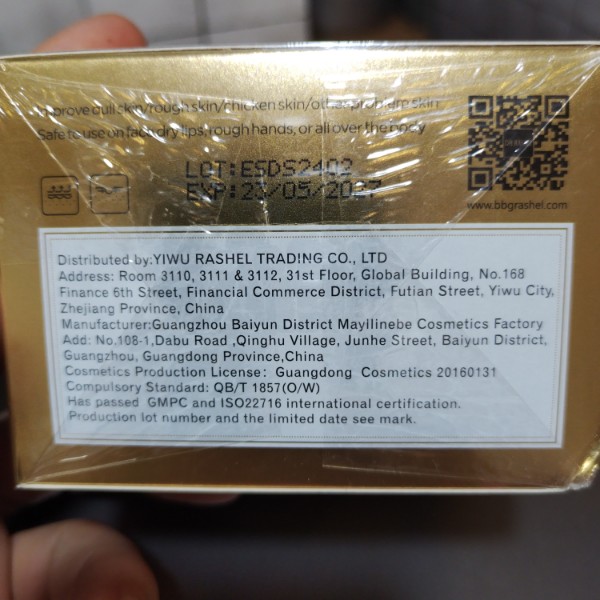 Improve dull skin/rough skin/chicken skin/other problem skin
Safe to use on face, dry lips, rough hands, or all over the body
LOT:ESDS2402
EXP:23/05/2027
www.bbgrashel.com
Distributed by:YIWU RASHEL TRADING CO., LTD
Address: Room 3110, 3111 & 3112, 31st Floor, Global Building, No.168
Finance 6th Street, Financial Commerce District, Futian Street, Yiwu City,
Zhejiang Province, China
Manufacturer:Guangzhou Baiyun District Mayllinebe Cosmetics Factory
Add: No.108-1,Dabu Road ,Qinghu Village, Junhe Street, Baiyun District,
Guangzhou, Guangdong Province,China
Cosmetics Production License: Guangdong Cosmetics 20160131
Compulsory Standard: QB/T 1857(O/W)
Has passed GMPC and ISO22716 international certification.
Production lot number and the limited date see mark.